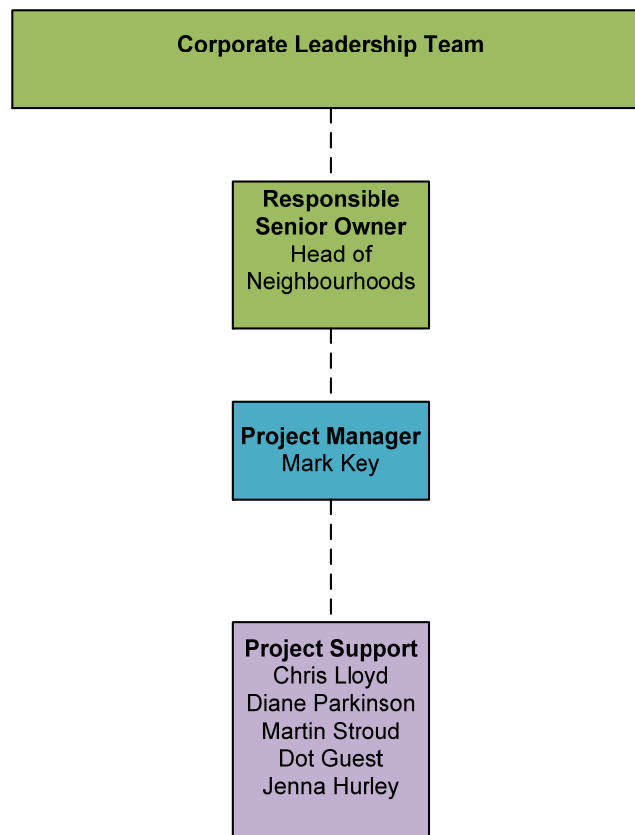 Corporate Leadership Team
Responsible
Senior Owner
Head of
Neighbourhoods
Project Manager
Mark Key
Project Support
Chris Lloyd
Diane Parkinson
Martin Stroud
Dot Guest
Jenna Hurley